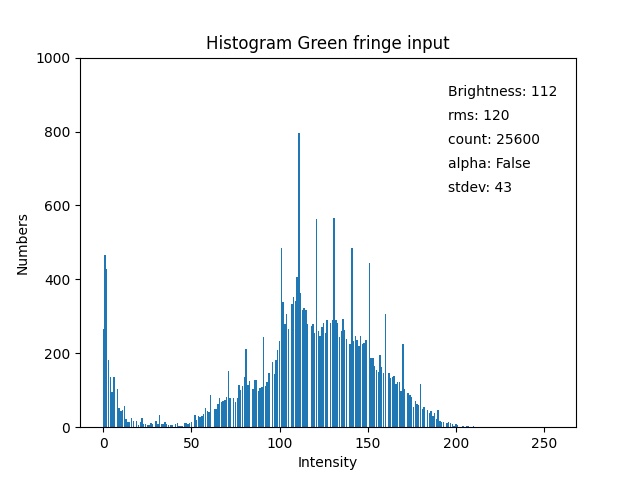 Histogram Green fringe input
1000
800
600
400
200
0
Numbers
Brightness: 112
rms: 120
count: 25600
alpha: False
stdev: 43
0 50 100 150 200 250
Intensity